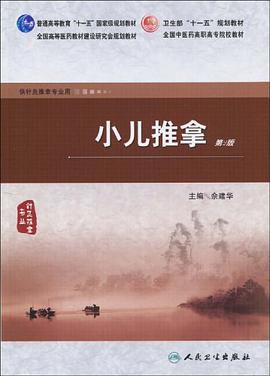 普通高等教育“十一五”国家级规划教材
全国高等医药教材建设研究会规划教材
卫生部“十一五”规划教材
全国中医药高职高专院校教材
供针灸推拿专业用
小儿推拿 第2版
主编 佘建华
人民卫生出版社